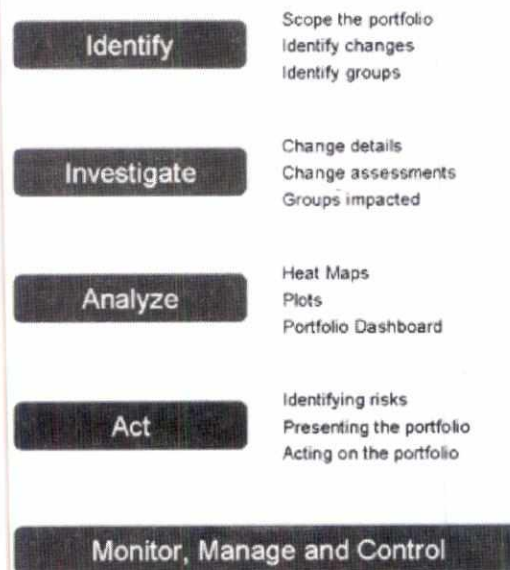 Identify
Scope the portfolio
Identify changes
Identify groups
Investigate
Change details
Change assessments
Groups impacted
Analyze
Heat Maps
Plots
Portfolio Dashboard
Act
Identifying risks
Presenting the portfolio
Acting on the portfolio
Monitor, Manage and Control